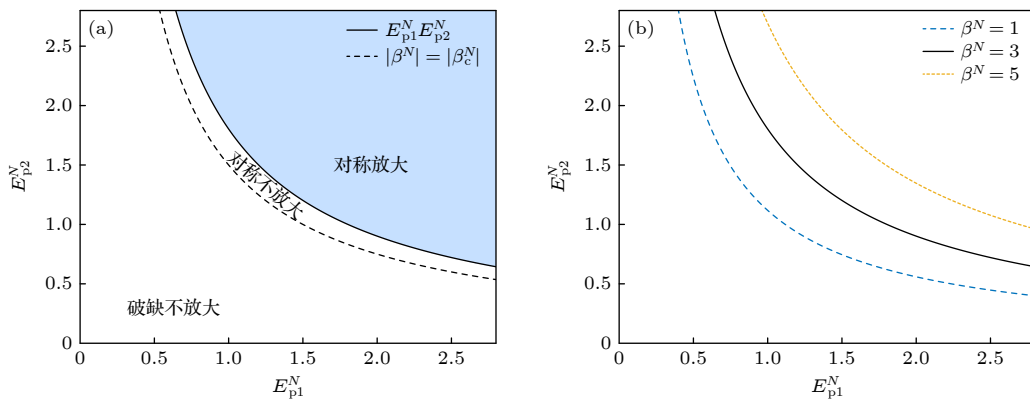 (a)
E_{p1}^N E_{p2}^N
|β^N| = |β_c^N|
对称放大
对称不放大
破缺不放大
E_{p2}^N
2.5
2.0
1.5
1.0
0.5
0
0 0.5 1.0 1.5 2.0 2.5
E_{p1}^N
(b)
β^N = 1
β^N = 3
β^N = 5
E_{p2}^N
2.5
2.0
1.5
1.0
0.5
0
0 0.5 1.0 1.5 2.0 2.5
E_{p1}^N